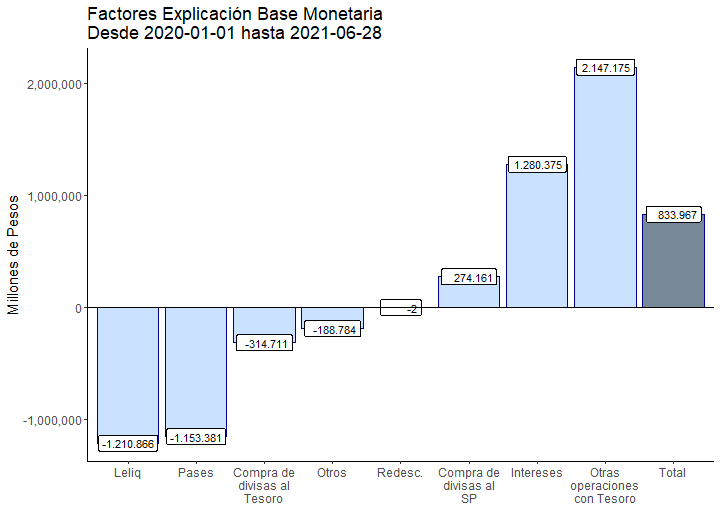 Factores Explicación Base Monetaria
Desde 2020-01-01 hasta 2021-06-28
Millones de Pesos
2,000,000
1,000,000
0
-1,000,000
-1.210.866
-1.153.381
-314.711
-188.784
-2
274.161
1.280.375
2.147.175
833.967
Leliq
Pases
Compra de
divisas al
Tesoro
Otros
Redesc.
Compra de
divisas al
SP
Intereses
Otras
operaciones
con Tesoro
Total